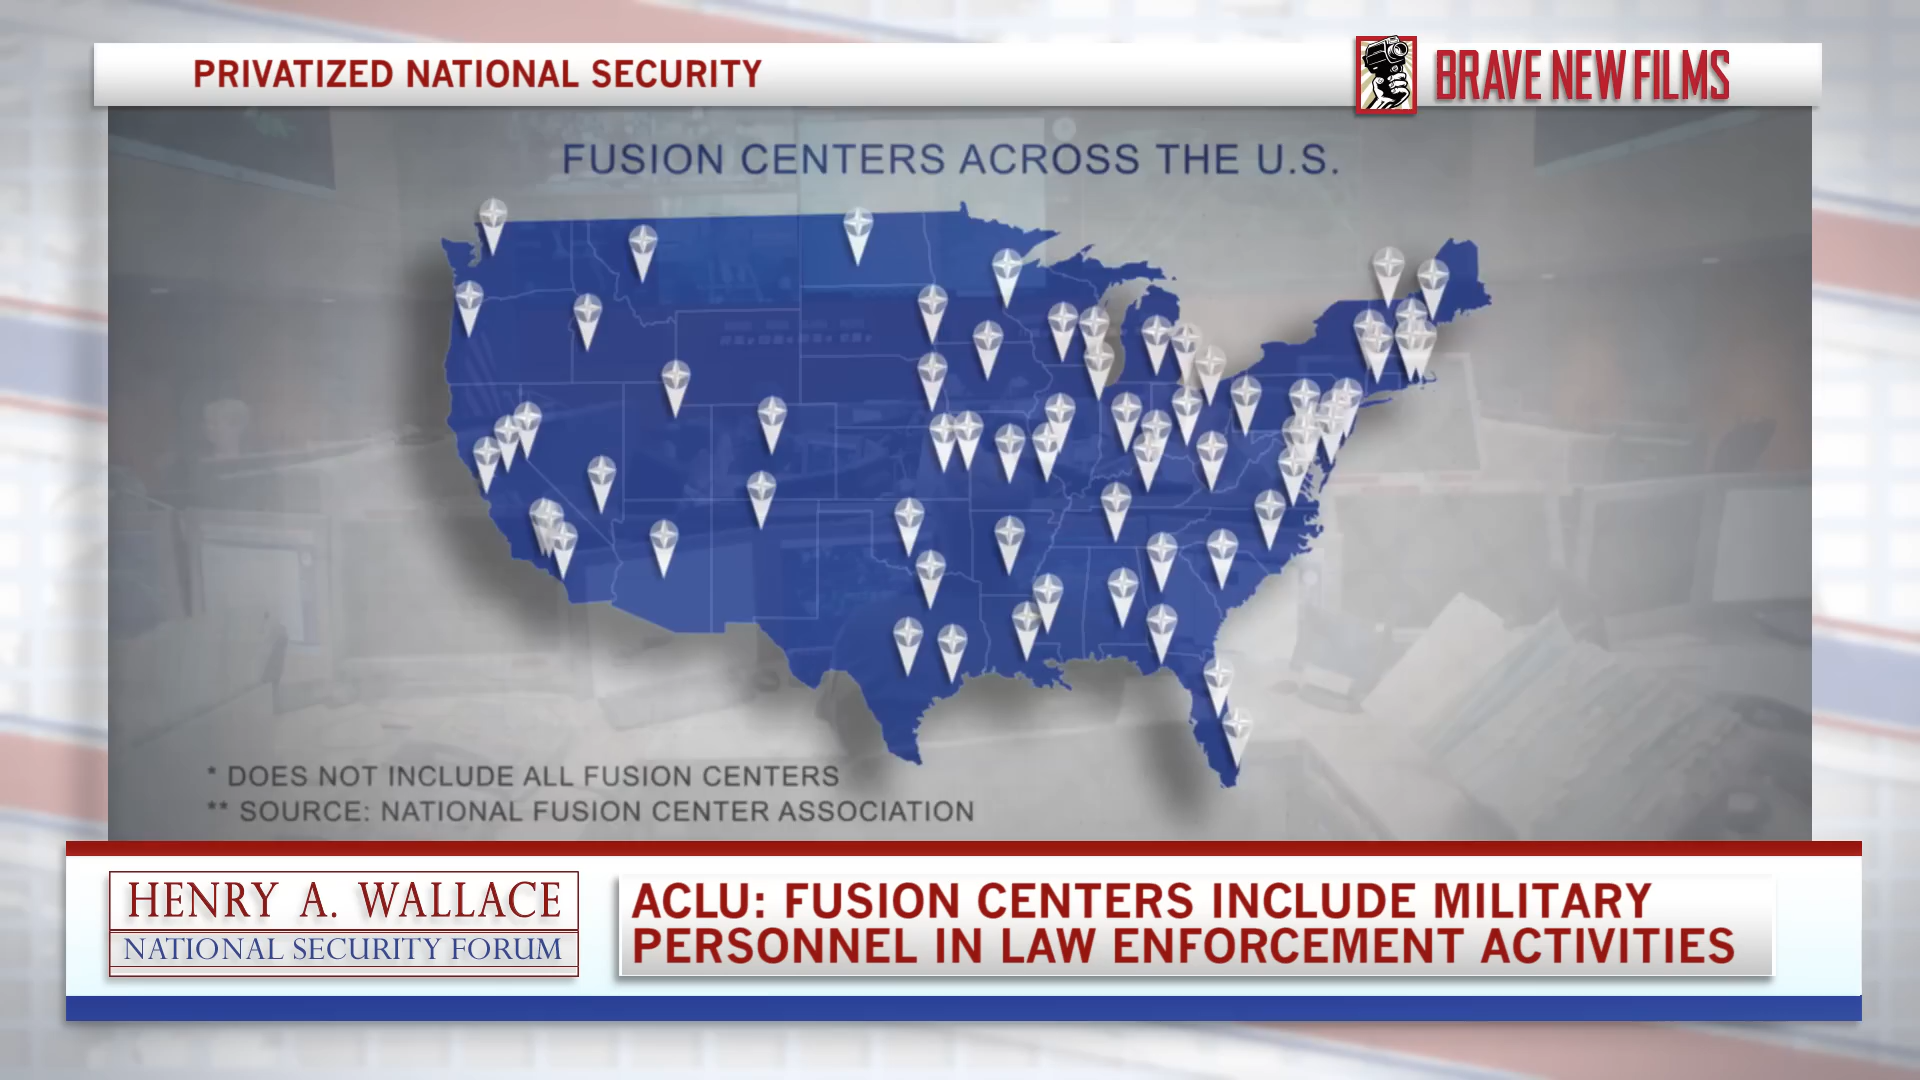 PRIVATIZED NATIONAL SECURITY
BRAVE NEW FILMS
FUSION CENTERS ACROSS THE U.S.
* DOES NOT INCLUDE ALL FUSION CENTERS
** SOURCE: NATIONAL FUSION CENTER ASSOCIATION
HENRY A. WALLACE
NATIONAL SECURITY FORUM
ACLU: FUSION CENTERS INCLUDE MILITARY
PERSONNEL IN LAW ENFORCEMENT ACTIVITIES